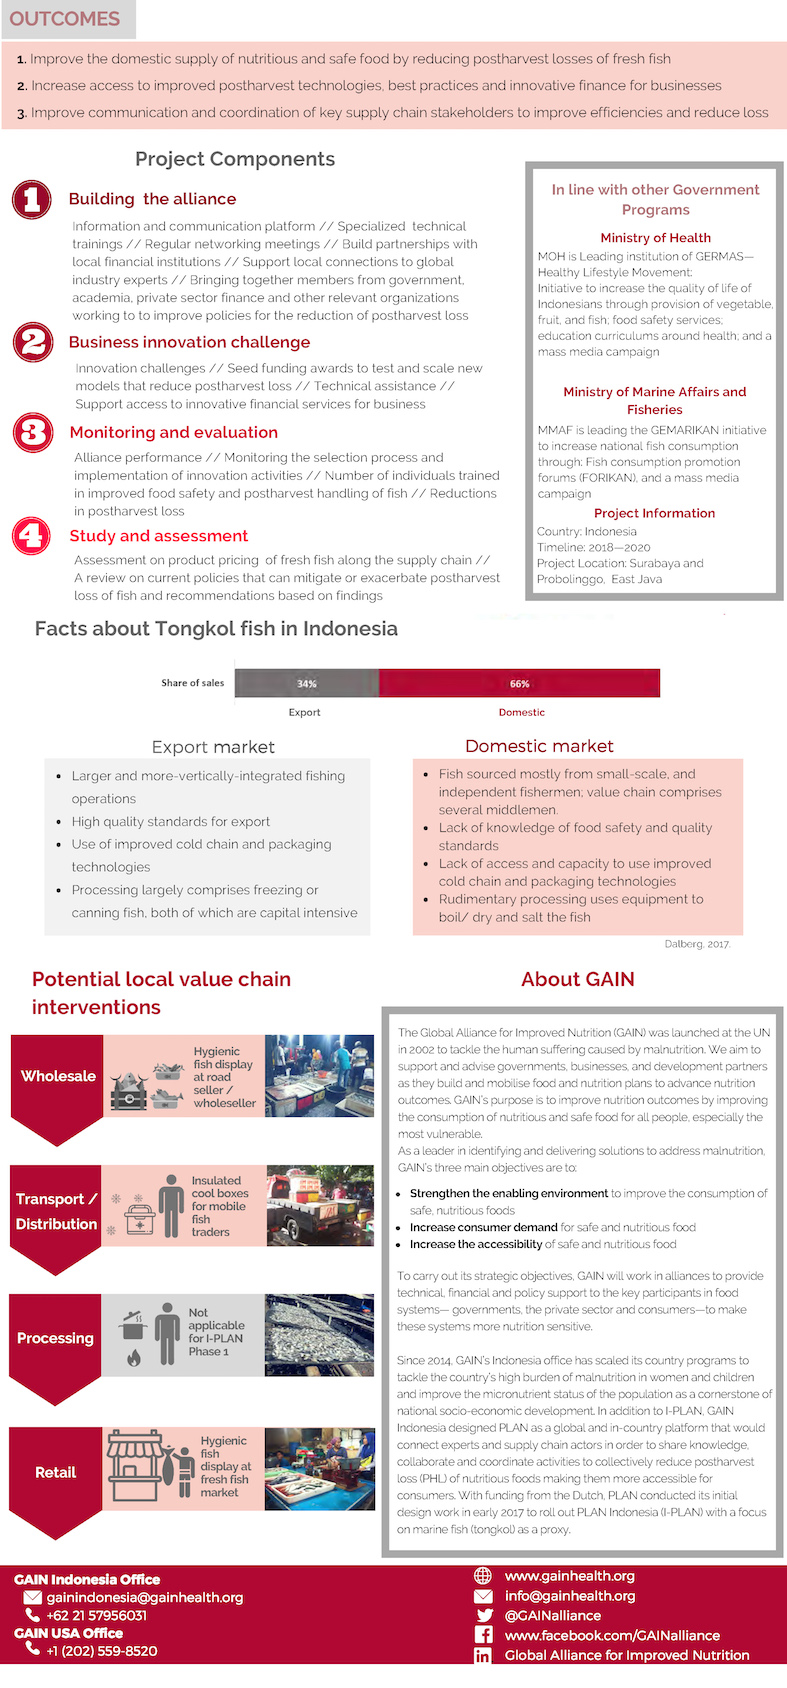 OUTCOMES
1. Improve the domestic supply of nutritious and safe food by reducing postharvest losses of fresh fish
2. Increase access to improved postharvest technologies, best practices and innovative finance for businesses
3. Improve communication and coordination of key supply chain stakeholders to improve efficiencies and reduce loss
Project Components
1
Building the alliance
Information and communication platform // Specialized technical
trainings // Regular networking meetings // Build partnerships with
local financial institutions // Support local connections to global
industry experts // Bringing together members from government,
academia, private sector finance and other relevant organizations
working to to improve policies for the reduction of postharvest loss
2
Business innovation challenge
Innovation challenges // Seed funding awards to test and scale new
models that reduce postharvest loss // Technical assistance //
Support access to innovative financial services for business
3
Monitoring and evaluation
Alliance performance // Monitoring the selection process and
implementation of innovation activities // Number of individuals trained
in improved food safety and postharvest handling of fish // Reductions
in postharvest loss
4
Study and assessment
Assessment on product pricing of fresh fish along the supply chain //
A review on current policies that can mitigate or exacerbate postharvest
loss of fish and recommendations based on findings
In line with other Government
Programs
Ministry of Health
MOH is Leading institution of GERMAS—
Healthy Lifestyle Movement:
Initiative to increase the quality of life of
Indonesians through provision of vegetable,
fruit, and fish; food safety services;
education curriculums around health; and a
mass media campaign
Ministry of Marine Affairs and
Fisheries
MMAF is leading the GEMARIKAN initiative
to increase national fish consumption
through: Fish consumption promotion
forums (FORIKAN), and a mass media
campaign
Project Information
Country: Indonesia
Timeline: 2018—2020
Project Location: Surabaya and
Probolinggo, East Java
Facts about Tongkol fish in Indonesia
Share of sales 34% 66%
Export Domestic
Export market
• Larger and more-vertically-integrated fishing
operations
• High quality standards for export
• Use of improved cold chain and packaging
technologies
• Processing largely comprises freezing or
canning fish, both of which are capital intensive
Domestic market
• Fish sourced mostly from small-scale, and
independent fishermen; value chain comprises
several middlemen.
• Lack of knowledge of food safety and quality
standards
• Lack of access and capacity to use improved
cold chain and packaging technologies
• Rudimentary processing uses equipment to
boil/ dry and salt the fish
Dalberg, 2017.
Potential local value chain
interventions
Wholesale
Hygienic
fish display
at road
seller /
wholeseller
Transport /
Distribution
Insulated
cool boxes
for mobile
fish
traders
Processing
Not
applicable
for I-PLAN
Phase 1
Retail
Hygienic
fish
display at
fresh fish
market
About GAIN
The Global Alliance for Improved Nutrition (GAIN) was launched at the UN
in 2002 to tackle the human suffering caused by malnutrition. We aim to
support and advise governments, businesses, and development partners
as they build and mobilise food and nutrition plans to advance nutrition
outcomes. GAIN's purpose is to improve nutrition outcomes by improving
the consumption of nutritious and safe food for all people, especially the
most vulnerable.
As a leader in identifying and delivering solutions to address malnutrition,
GAIN's three main objectives are to:
• Strengthen the enabling environment to improve the consumption of
safe, nutritious foods
• Increase consumer demand for safe and nutritious food
• Increase the accessibility of safe and nutritious food
To carry out its strategic objectives, GAIN will work in alliances to provide
technical, financial and policy support to the key participants in food
systems— governments, the private sector and consumers—to make
these systems more nutrition sensitive.
Since 2014, GAIN's Indonesia office has scaled its country programs to
tackle the country's high burden of malnutrition in women and children
and improve the micronutrient status of the population as a cornerstone of
national socio-economic development. In addition to I-PLAN, GAIN
Indonesia designed PLAN as a global and in-country platform that would
connect experts and supply chain actors in order to share knowledge,
collaborate and coordinate activities to collectively reduce postharvest
loss (PHL) of nutritious foods making them more accessible for
consumers. With funding from the Dutch, PLAN conducted its initial
design work in early 2017 to roll out PLAN Indonesia (I-PLAN) with a focus
on marine fish (tongkol) as a proxy.
GAIN Indonesia Office
gainindonesia@gainhealth.org
+62 21 57956031
GAIN USA Office
+1 (202) 559-8520
www.gainhealth.org
info@gainhealth.org
@GAINalliance
www.facebook.com/GAINalliance
Global Alliance for Improved Nutrition